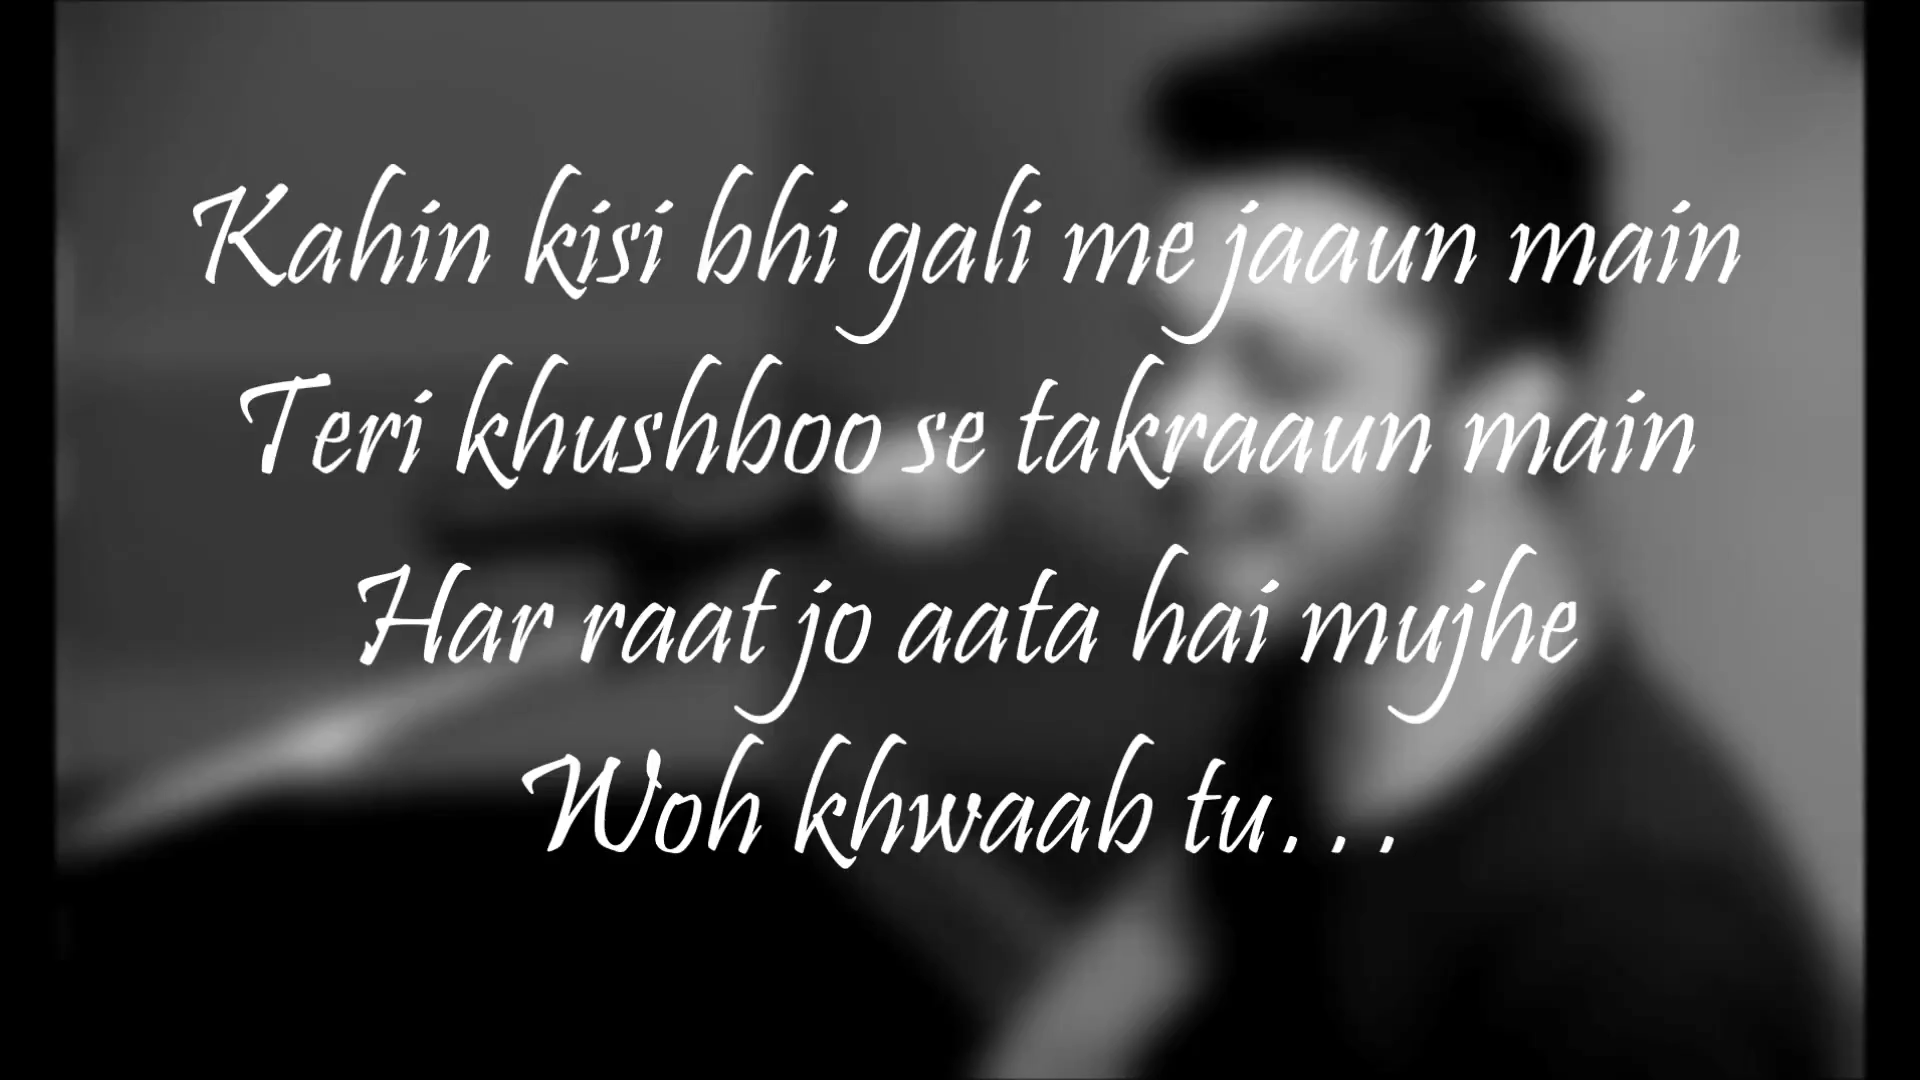 Kahin kisi bhi gali me jaaun main
Teri khushboo se takraaun main
Har raat jo aata hai mujhe
Woh khwaab tu...